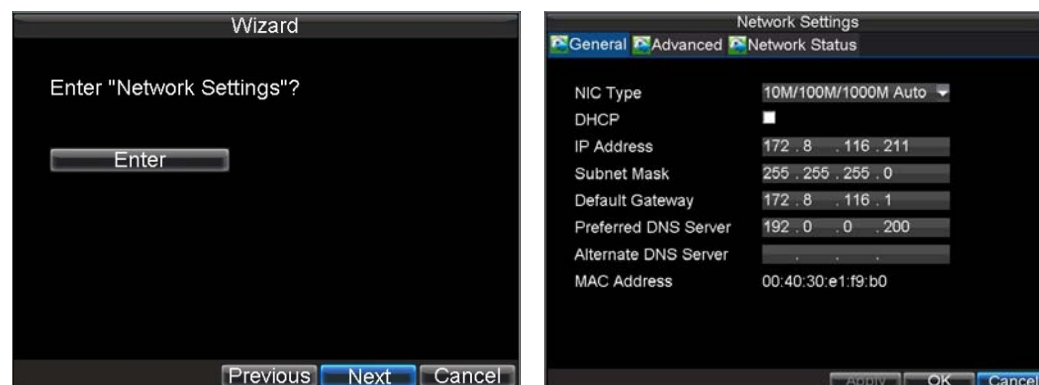 Wizard
Enter "Network Settings"?
Enter
Previous Next Cancel
Network Settings
General Advanced Network Status
NIC Type 10M/100M/1000M Auto
DHCP
IP Address 172 . 8 . 116 . 211
Subnet Mask 255 . 255 . 255 . 0
Default Gateway 172 . 8 . 116 . 1
Preferred DNS Server 192 . 0 . 0 . 200
Alternate DNS Server . . .
MAC Address 00:40:30:e1:f9:b0
Apply OK Cancel